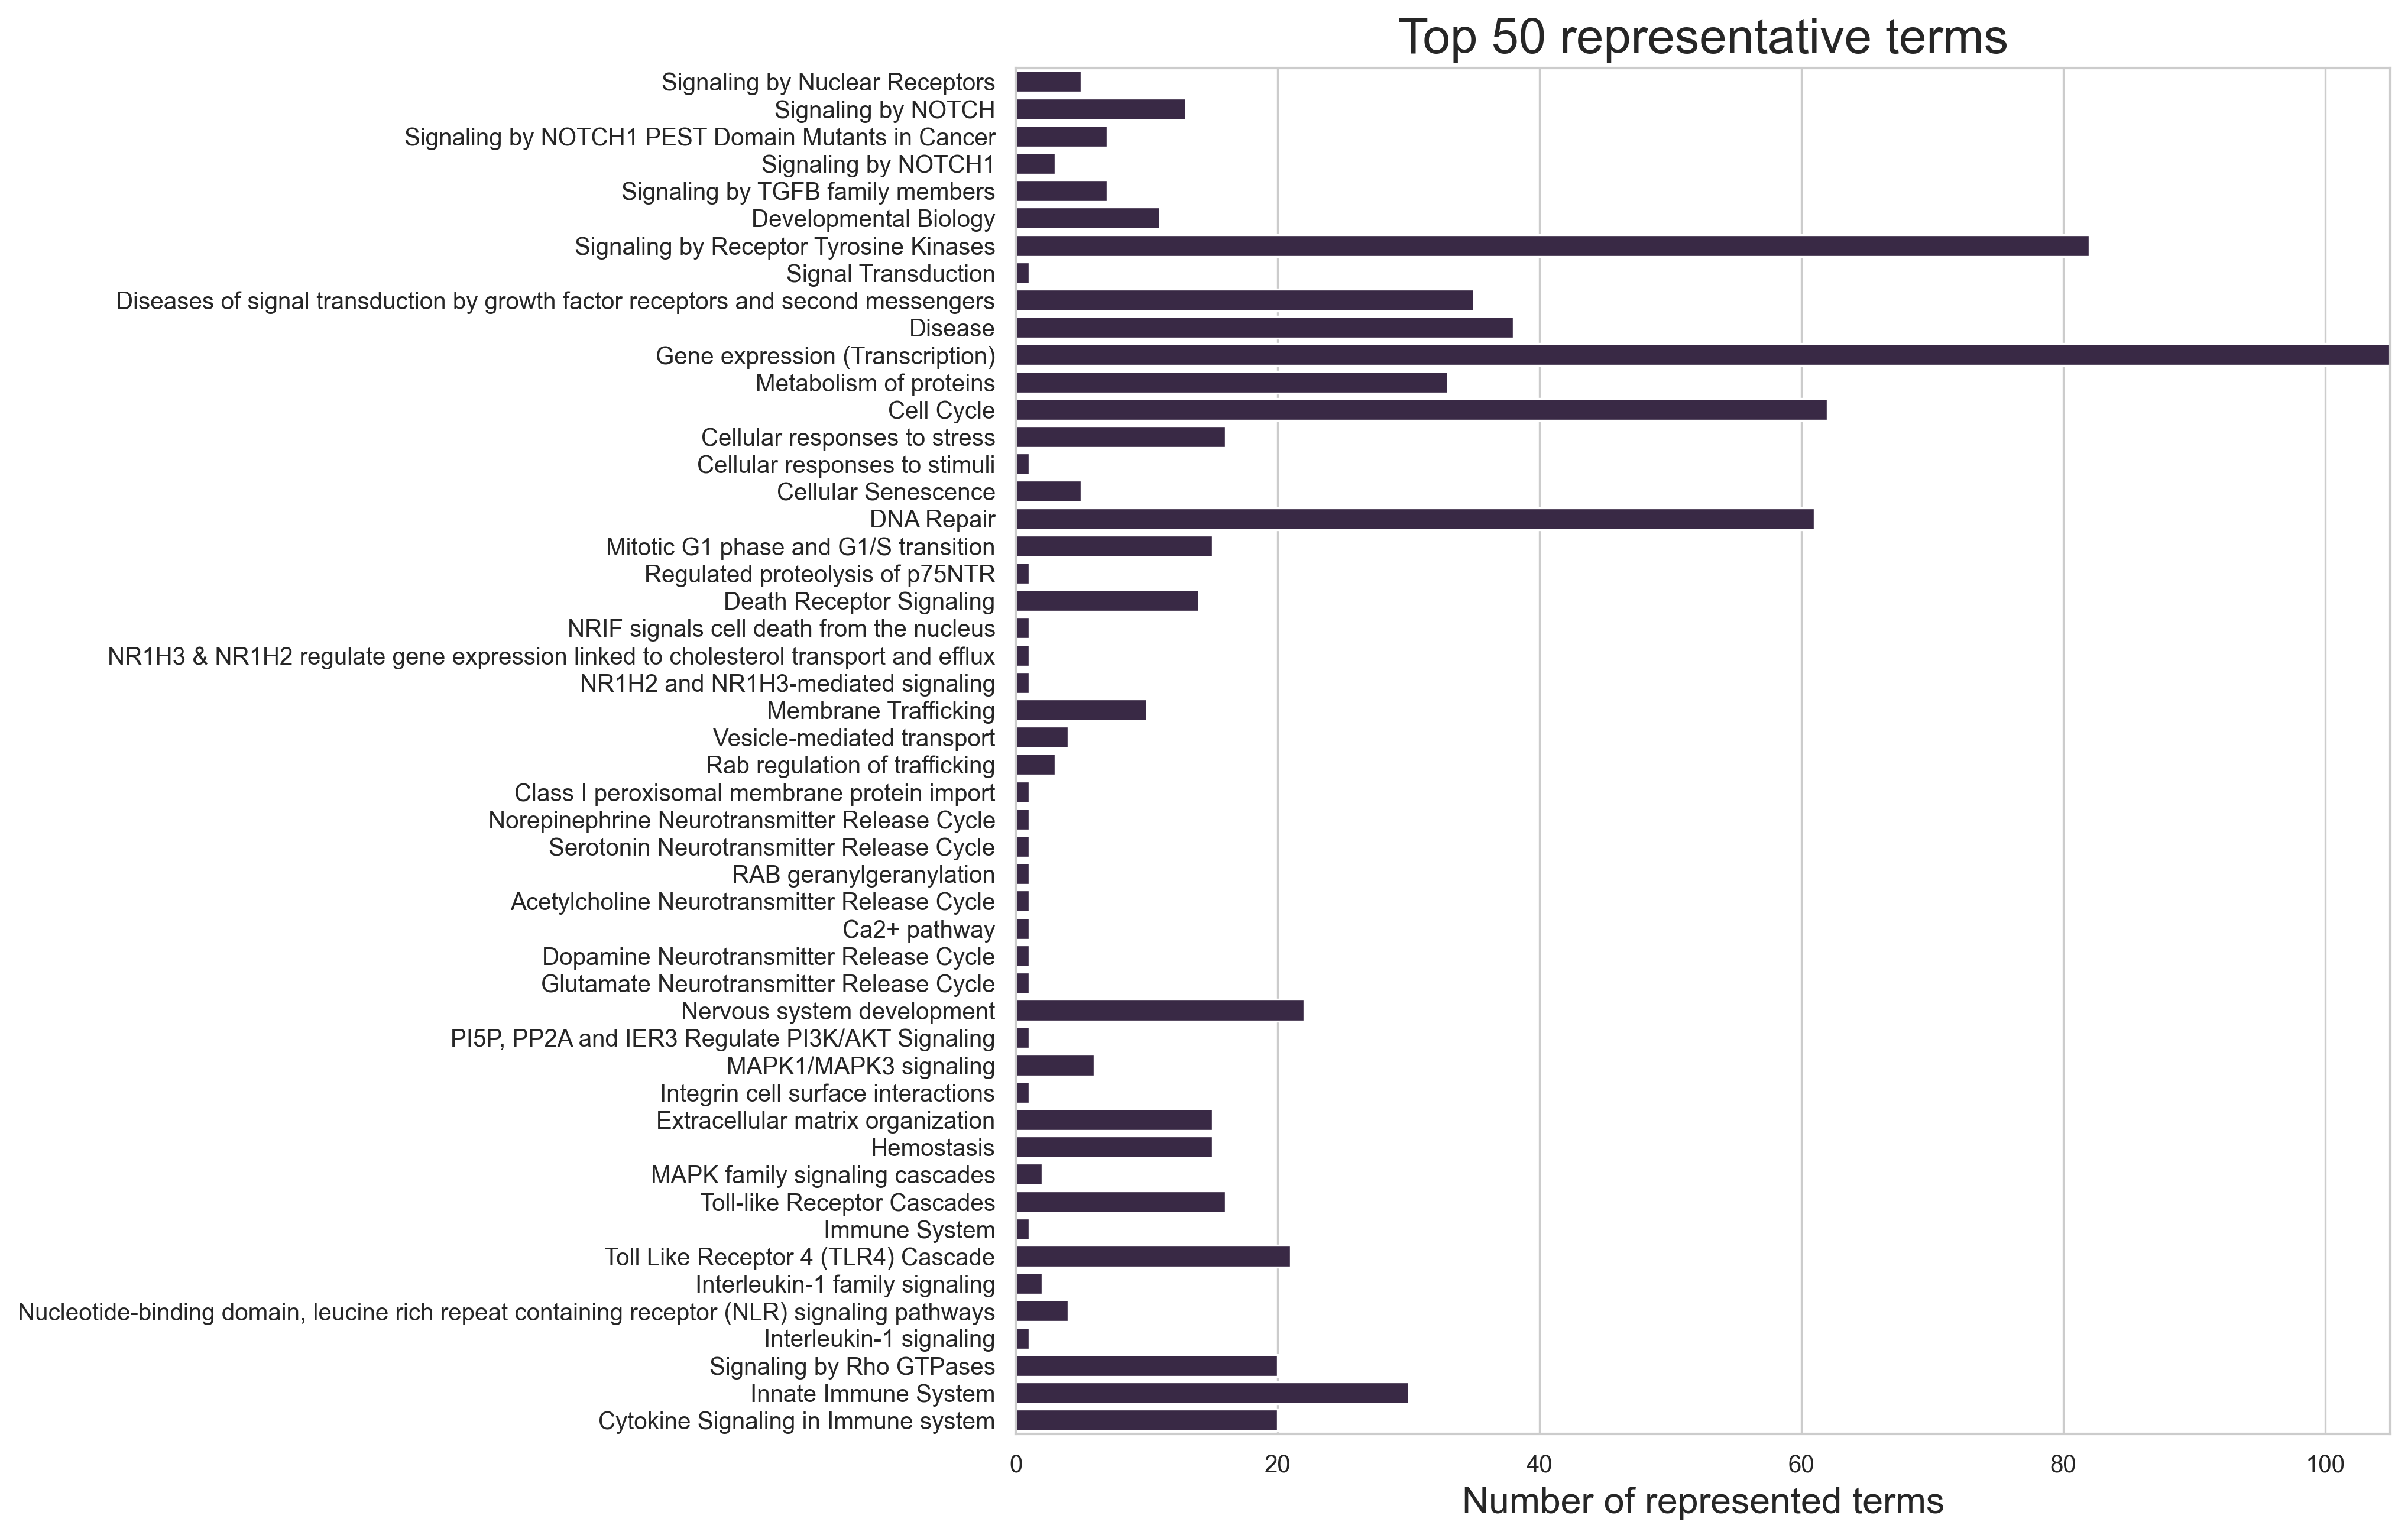 Top 50 representative terms
Signaling by Nuclear Receptors
Signaling by NOTCH
Signaling by NOTCH1 PEST Domain Mutants in Cancer
Signaling by NOTCH1
Signaling by TGFB family members
Developmental Biology
Signaling by Receptor Tyrosine Kinases
Signal Transduction
Diseases of signal transduction by growth factor receptors and second messengers
Disease
Gene expression (Transcription)
Metabolism of proteins
Cell Cycle
Cellular responses to stress
Cellular responses to stimuli
Cellular Senescence
DNA Repair
Mitotic G1 phase and G1/S transition
Regulated proteolysis of p75NTR
Death Receptor Signaling
NRIF signals cell death from the nucleus
NR1H3 & NR1H2 regulate gene expression linked to cholesterol transport and efflux
NR1H2 and NR1H3-mediated signaling
Membrane Trafficking
Vesicle-mediated transport
Rab regulation of trafficking
Class I peroxisomal membrane protein import
Norepinephrine Neurotransmitter Release Cycle
Serotonin Neurotransmitter Release Cycle
RAB geranylgeranylation
Acetylcholine Neurotransmitter Release Cycle
Ca2+ pathway
Dopamine Neurotransmitter Release Cycle
Glutamate Neurotransmitter Release Cycle
Nervous system development
PI5P, PP2A and IER3 Regulate PI3K/AKT Signaling
MAPK1/MAPK3 signaling
Integrin cell surface interactions
Extracellular matrix organization
Hemostasis
MAPK family signaling cascades
Toll-like Receptor Cascades
Immune System
Toll Like Receptor 4 (TLR4) Cascade
Interleukin-1 family signaling
Nucleotide-binding domain, leucine rich repeat containing receptor (NLR) signaling pathways
Interleukin-1 signaling
Signaling by Rho GTPases
Innate Immune System
Cytokine Signaling in Immune system
0 20 40 60 80 100
Number of represented terms